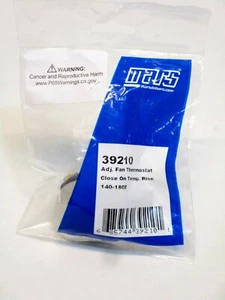 ⚠ WARNING:
Cancer and Reproductive Harm
www.P65Warnings.ca.gov
mars
39210
Adj. Fan Thermostat
Close On Temp. Rise
140-180F